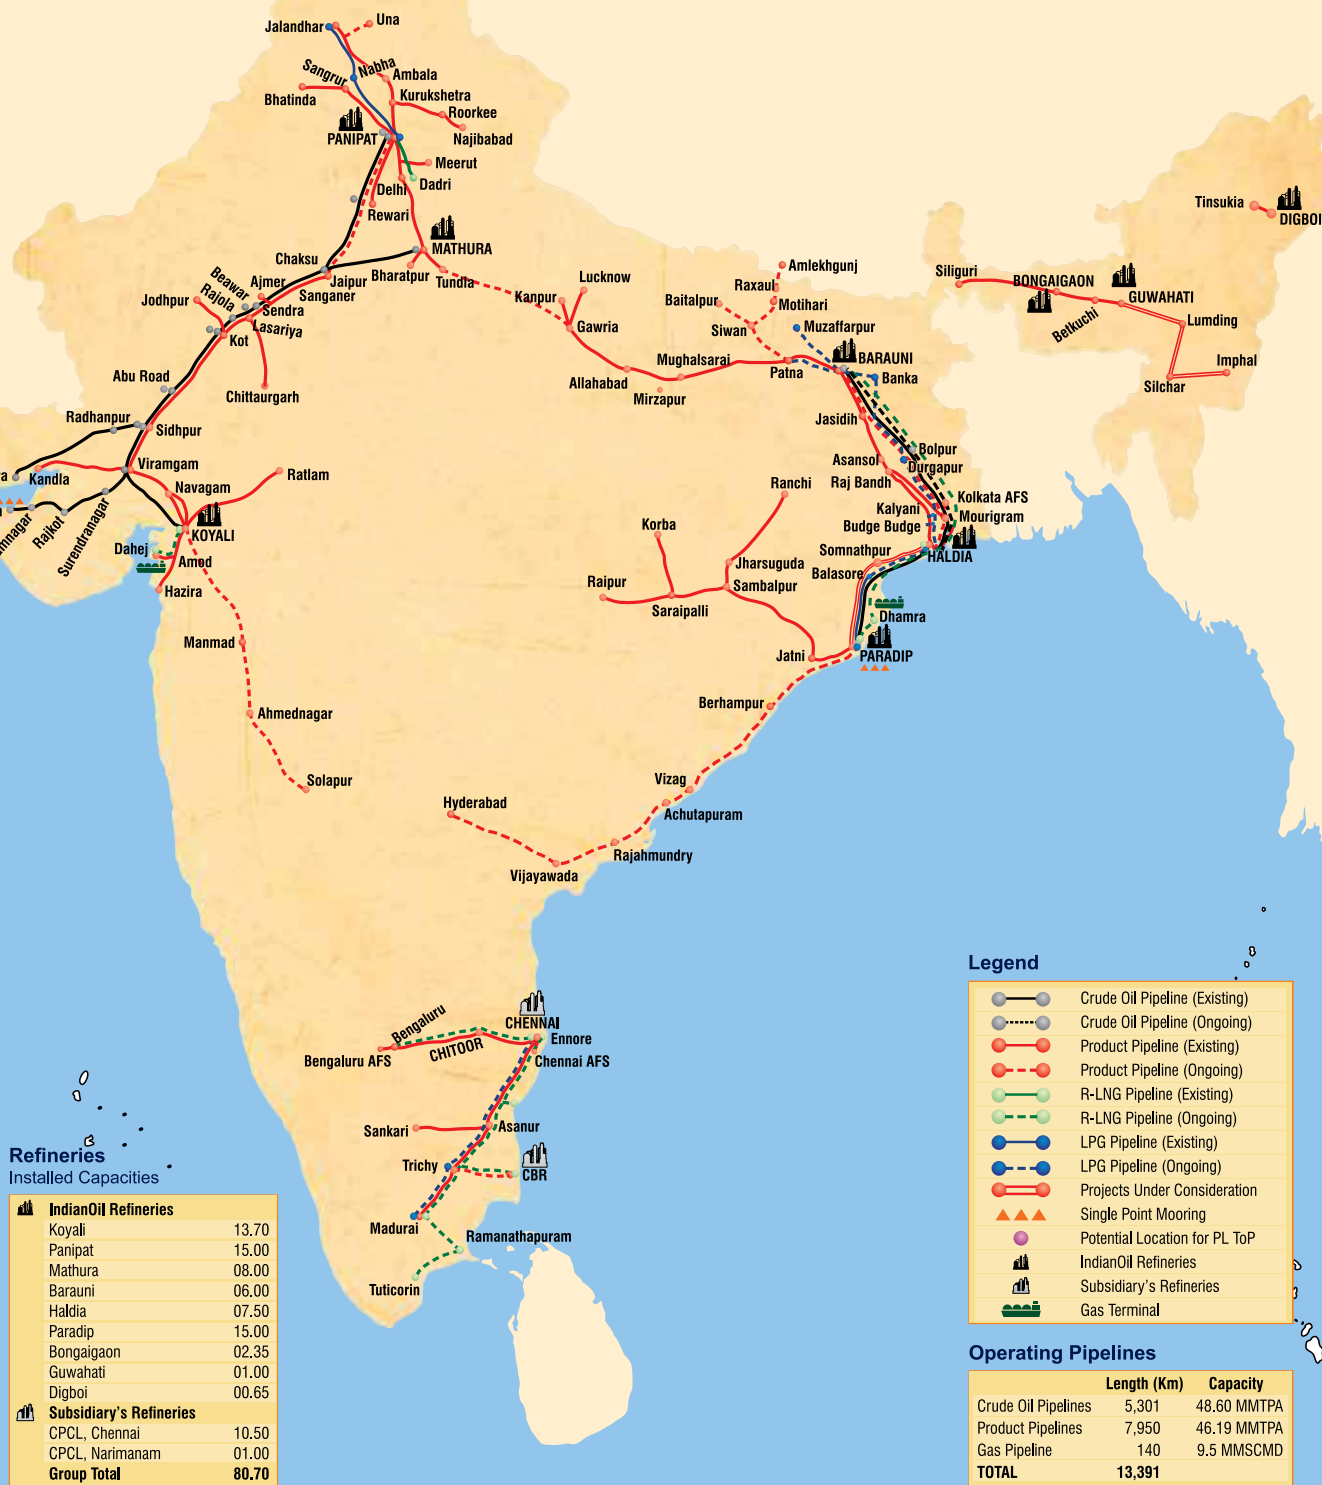 Jalandhar
Una
Nabha
Sangrur
Ambala
Bhatinda
Kurukshetra
Roorkee
PANIPAT
Najibabad
Meerut
Delhi
Dadri
Rewari
Tinsukia
DIGBOI
MATHURA
Chaksu
Bharatpur
Tundla
Jaipur
Sanganer
Ajmer
Beawar
Rajola
Jodhpur
Sendra
Lasariya
Kot
Lucknow
Kanpur
Gawria
Amlekhgunj
Raxaul
Baitalpur
Motihari
Siwan
Muzaffarpur
Siliguri
BONGAIGAON
GUWAHATI
Betkuchi
Lumding
Imphal
Silchar
BARAUNI
Mughalsarai
Patna
Banka
Allahabad
Mirzapur
Abu Road
Chittaurgarh
Radhanpur
Sidhpur
Jasidih
Bolpur
Asansol
Durgapur
Raj Bandh
Viramgam
Kandla
Navagam
Ratlam
Ranchi
Kolkata AFS
Kalyani
Mourigram
Budge Budge
Korba
KOYALI
Rajkot
Surendranagar
Dahej
Amod
Hazira
Somnathpur
HALDIA
Balasore
Jharsuguda
Sambalpur
Raipur
Saraipalli
Dhamra
Manmad
Jatni
PARADIP
Berhampur
Ahmednagar
Solapur
Vizag
Achutapuram
Hyderabad
Rajahmundry
Vijayawada
Bengaluru
CHENNAI
CHITOOR
Ennore
Bengaluru AFS
Chennai AFS
Sankari
Asanur
Trichy
CBR
Madurai
Ramanathapuram
Tuticorin
Legend
Crude Oil Pipeline (Existing)
Crude Oil Pipeline (Ongoing)
Product Pipeline (Existing)
Product Pipeline (Ongoing)
R-LNG Pipeline (Existing)
R-LNG Pipeline (Ongoing)
LPG Pipeline (Existing)
LPG Pipeline (Ongoing)
Projects Under Consideration
Single Point Mooring
Potential Location for PL ToP
IndianOil Refineries
Subsidiary's Refineries
Gas Terminal
Refineries
Installed Capacities
IndianOil Refineries
Koyali 13.70
Panipat 15.00
Mathura 08.00
Barauni 06.00
Haldia 07.50
Paradip 15.00
Bongaigaon 02.35
Guwahati 01.00
Digboi 00.65
Subsidiary's Refineries
CPCL, Chennai 10.50
CPCL, Narimanam 01.00
Group Total 80.70
Operating Pipelines
Length (Km) Capacity
Crude Oil Pipelines 5,301 48.60 MMTPA
Product Pipelines 7,950 46.19 MMTPA
Gas Pipeline 140 9.5 MMSCMD
TOTAL 13,391